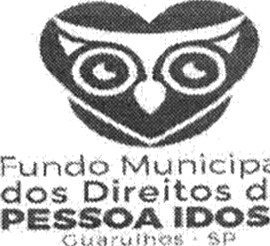 Fundo Municipa
dos Direitos d
PESSOA IDOS
Guarulhos - SP